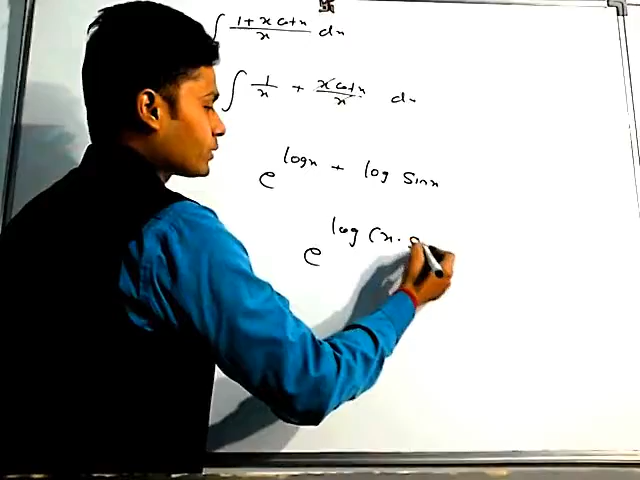 ∫ (1 + x cot x)/x dx
∫ 1/x + (x cot x)/x dx
e^(log x + log sin x)
e^(log (x · s